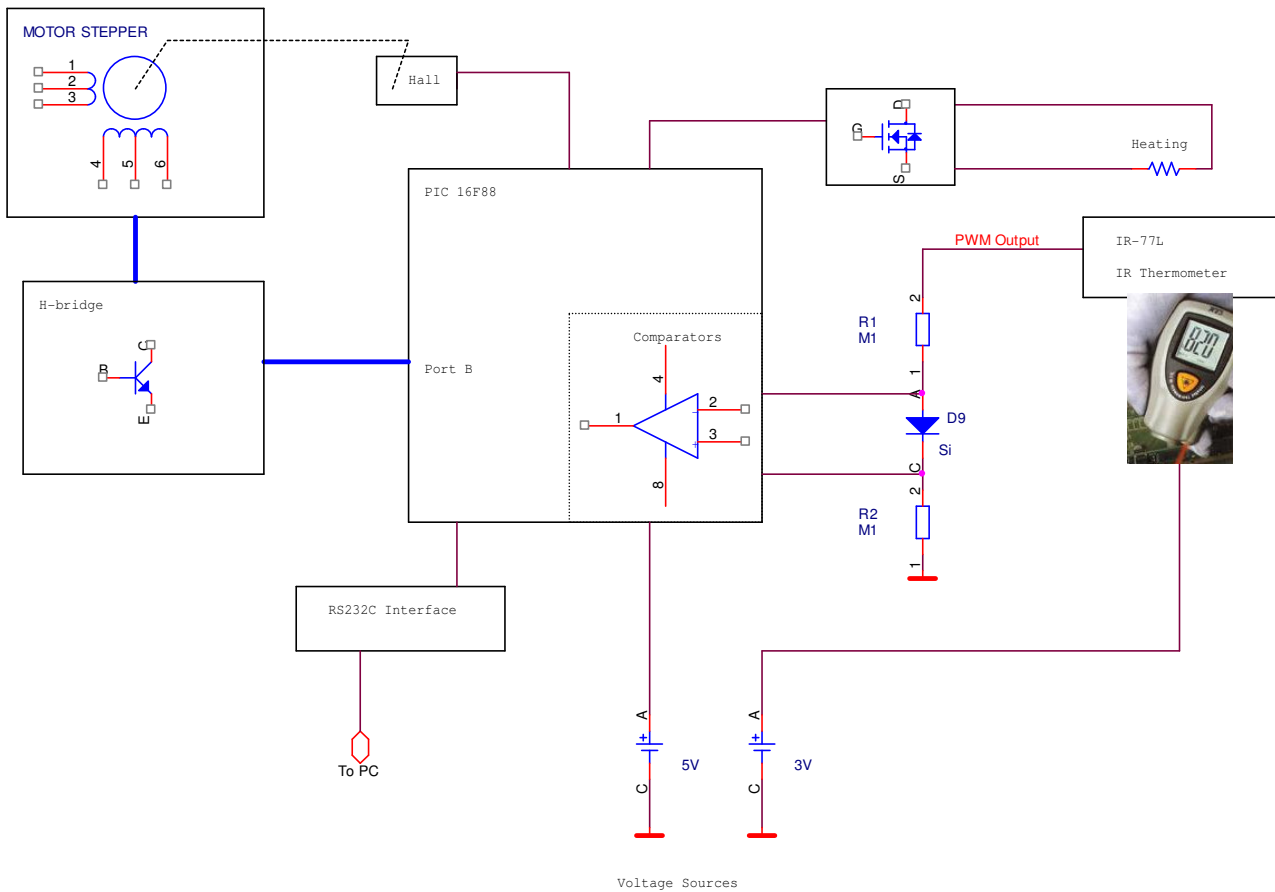 MOTOR STEPPER
1
2
3
4
5
6
Hall
D
G
S
Heating
PIC 16F88
PWM Output
IR-77L
IR Thermometer
H-bridge
C
B
E
Port B
Comparators
4
2
1
3
8
2
R1
M1
1
A
D9
Si
C
2
R2
M1
1
RS232C Interface
To PC
A
+
5V
C
A
+
3V
C
Voltage Sources